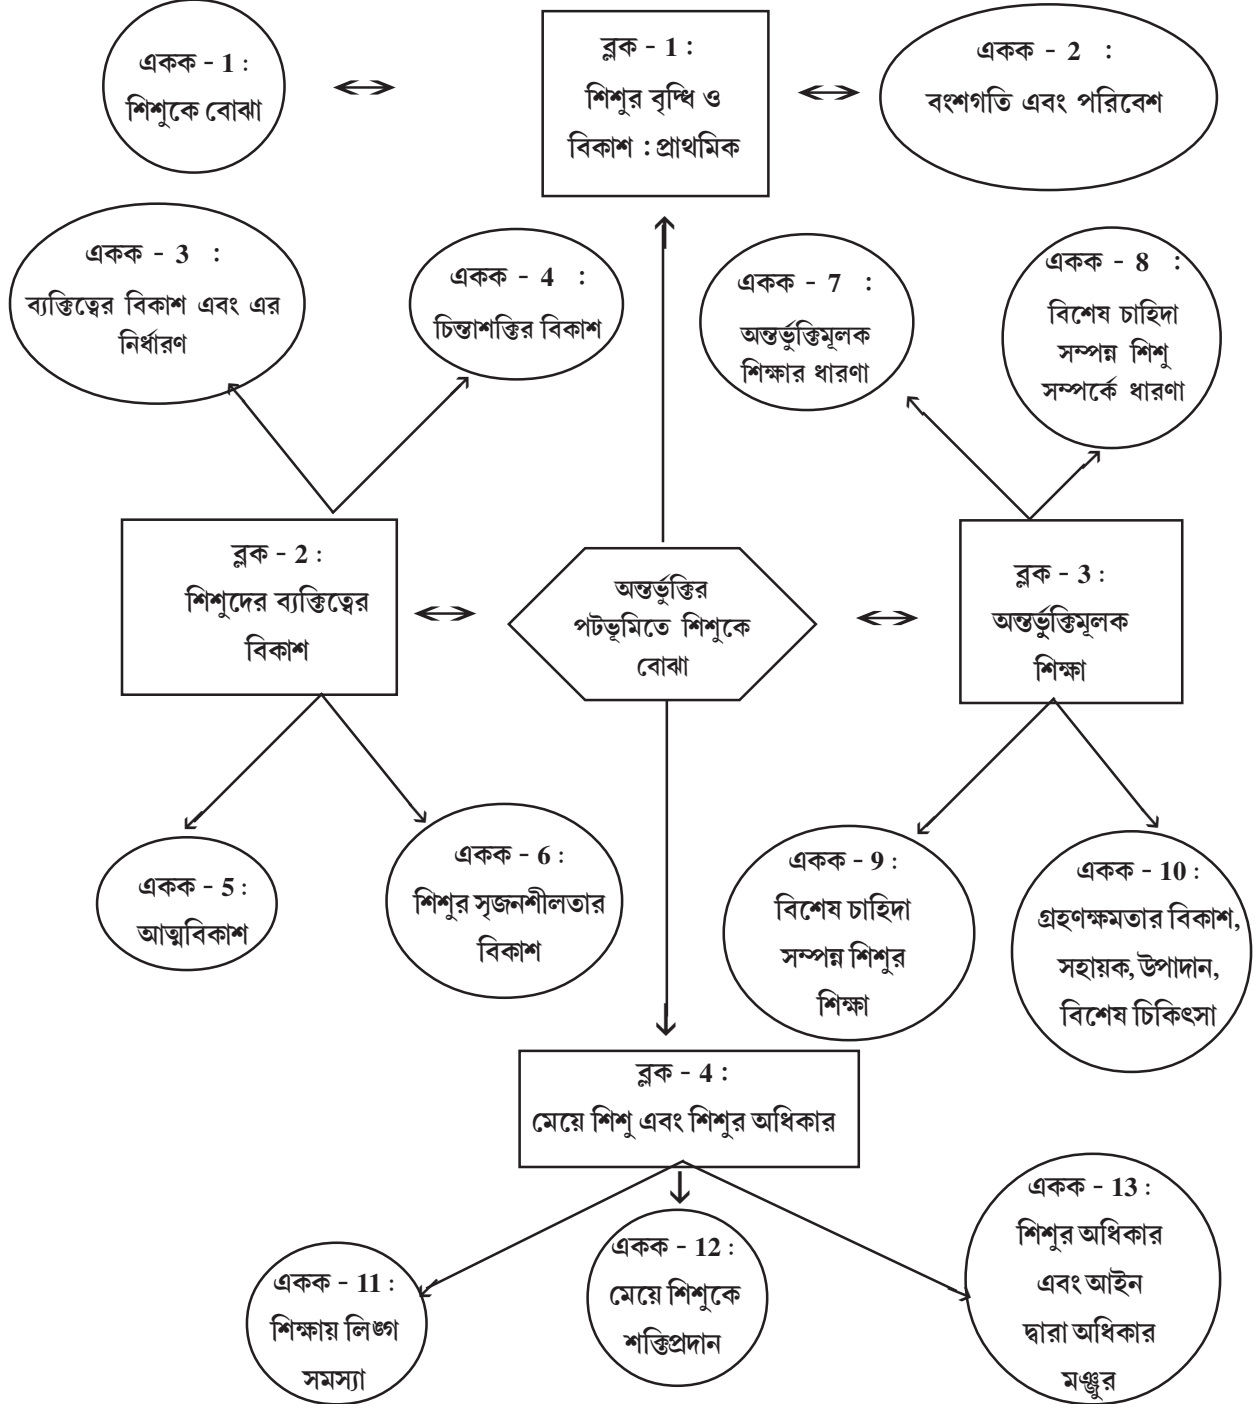 একক - 1 :
শিশুকে বোঝা
ব্লক - 1 :
শিশুর বৃদ্ধি ও
বিকাশ : প্রাথমিক
একক - 2 :
বংশগতি এবং পরিবেশ
একক - 3 :
ব্যক্তিত্বের বিকাশ এবং এর
নির্ধারণ
একক - 4 :
চিন্তাশক্তির বিকাশ
একক - 7 :
অন্তর্ভুক্তিমূলক
শিক্ষার ধারণা
একক - 8 :
বিশেষ চাহিদা
সম্পন্ন শিশু
সম্পর্কে ধারণা
ব্লক - 2 :
শিশুদের ব্যক্তিত্বের
বিকাশ
অন্তর্ভুক্তির
পটভূমিতে শিশুকে
বোঝা
ব্লক - 3 :
অন্তর্ভুক্তিমূলক
শিক্ষা
একক - 5 :
আত্মবিকাশ
একক - 6 :
শিশুর সৃজনশীলতার
বিকাশ
একক - 9 :
বিশেষ চাহিদা
সম্পন্ন শিশুর
শিক্ষা
একক - 10 :
গ্রহণক্ষমতার বিকাশ,
সহায়ক, উপাদান,
বিশেষ চিকিৎসা
ব্লক - 4 :
মেয়ে শিশু এবং শিশুর অধিকার
একক - 11 :
শিক্ষায় লিঙ্গ
সমস্যা
একক - 12 :
মেয়ে শিশুকে
শক্তিপ্রদান
একক - 13 :
শিশুর অধিকার
এবং আইন
দ্বারা অধিকার
মঞ্জুর